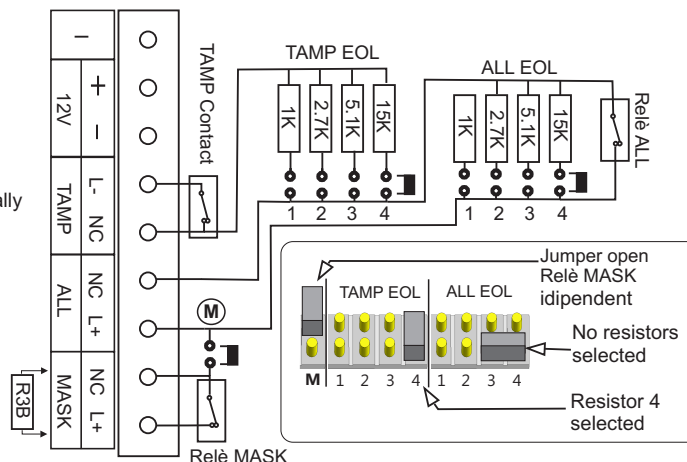 ally
–
+
–
12V
L-
NC
TAMP
NC
L+
ALL
NC
L+
MASK
R3B
TAMP Contact
TAMP EOL
1K
2.7K
5.1K
15K
1 2 3 4
ALL EOL
1K
2.7K
5.1K
15K
1 2 3 4
Relè ALL
M
Relè MASK
Jumper open
Relè MASK
idipendent
TAMP EOL
ALL EOL
No resistors
selected
M 1 2 3 4 1 2 3 4
Resistor 4
selected